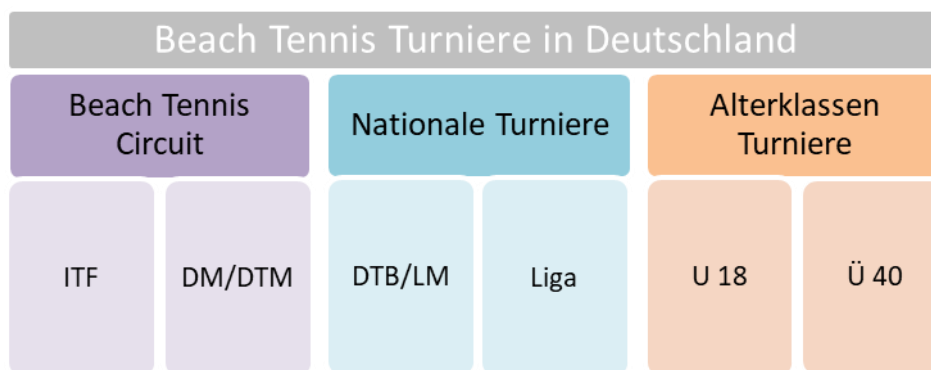 Beach Tennis Turniere in Deutschland
Beach Tennis
Circuit
Nationale Turniere
Alterklassen
Turniere
ITF
DM/DTM
DTB/LM
Liga
U 18
Ü 40